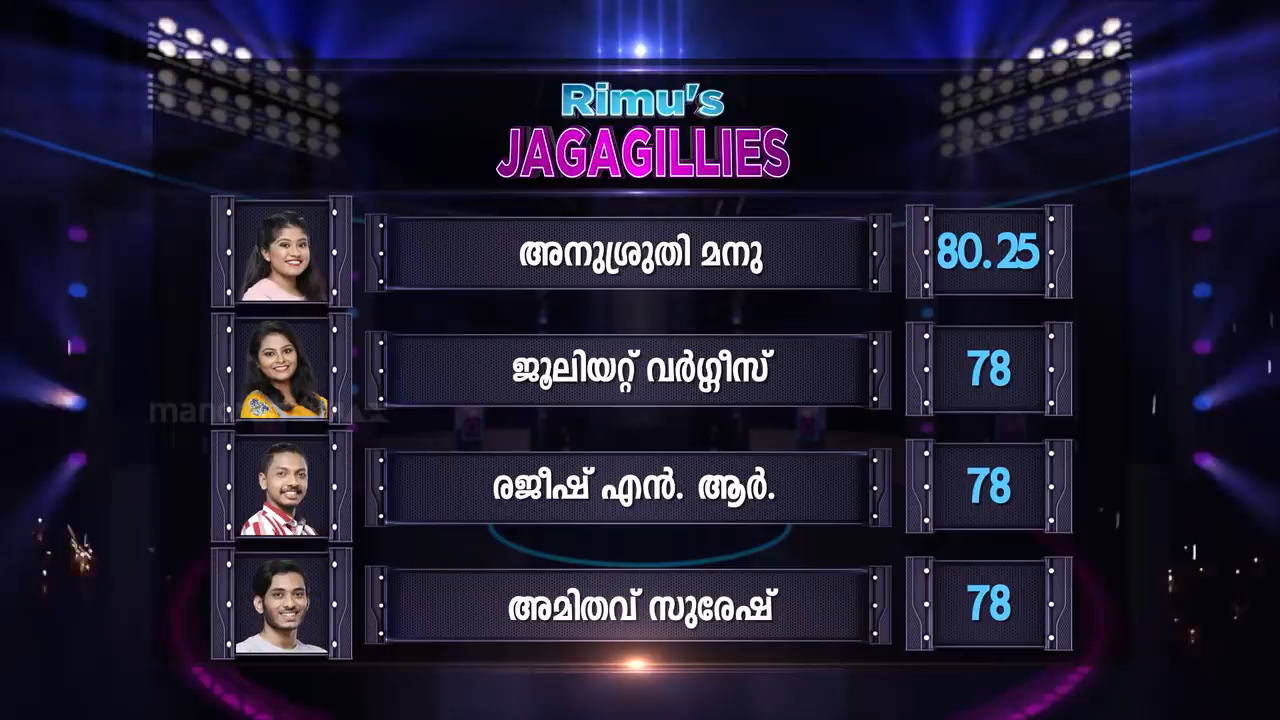 Rimu's
JAGAGILLIES
അനുശ്രുതി മനു 80.25
ജൂലിയറ്റ് വർഗ്ഗീസ് 78
രജീഷ് എൻ. ആർ. 78
അമിതവ് സുരേഷ് 78